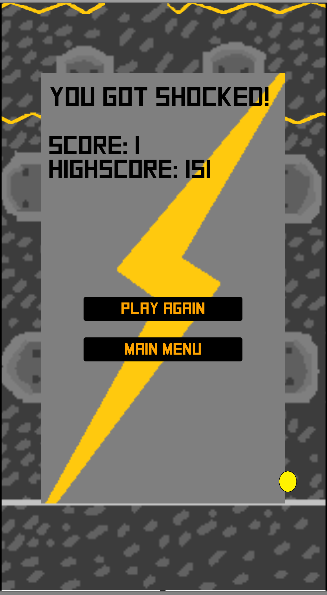 YOU GOT SHOCKED!
SCORE: 1
HIGHSCORE: 151
PLAY AGAIN
MAIN MENU